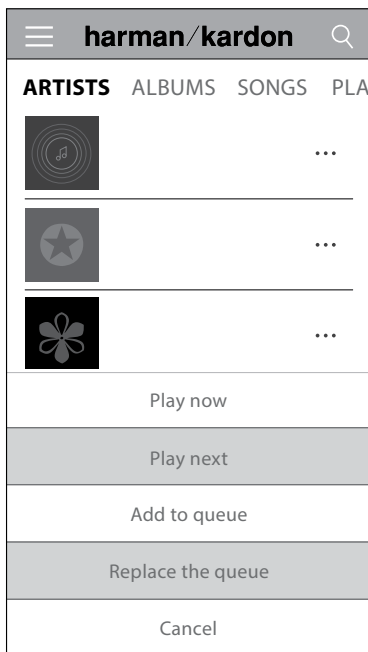 harman/kardon
ARTISTS ALBUMS SONGS PLA
Play now
Play next
Add to queue
Replace the queue
Cancel